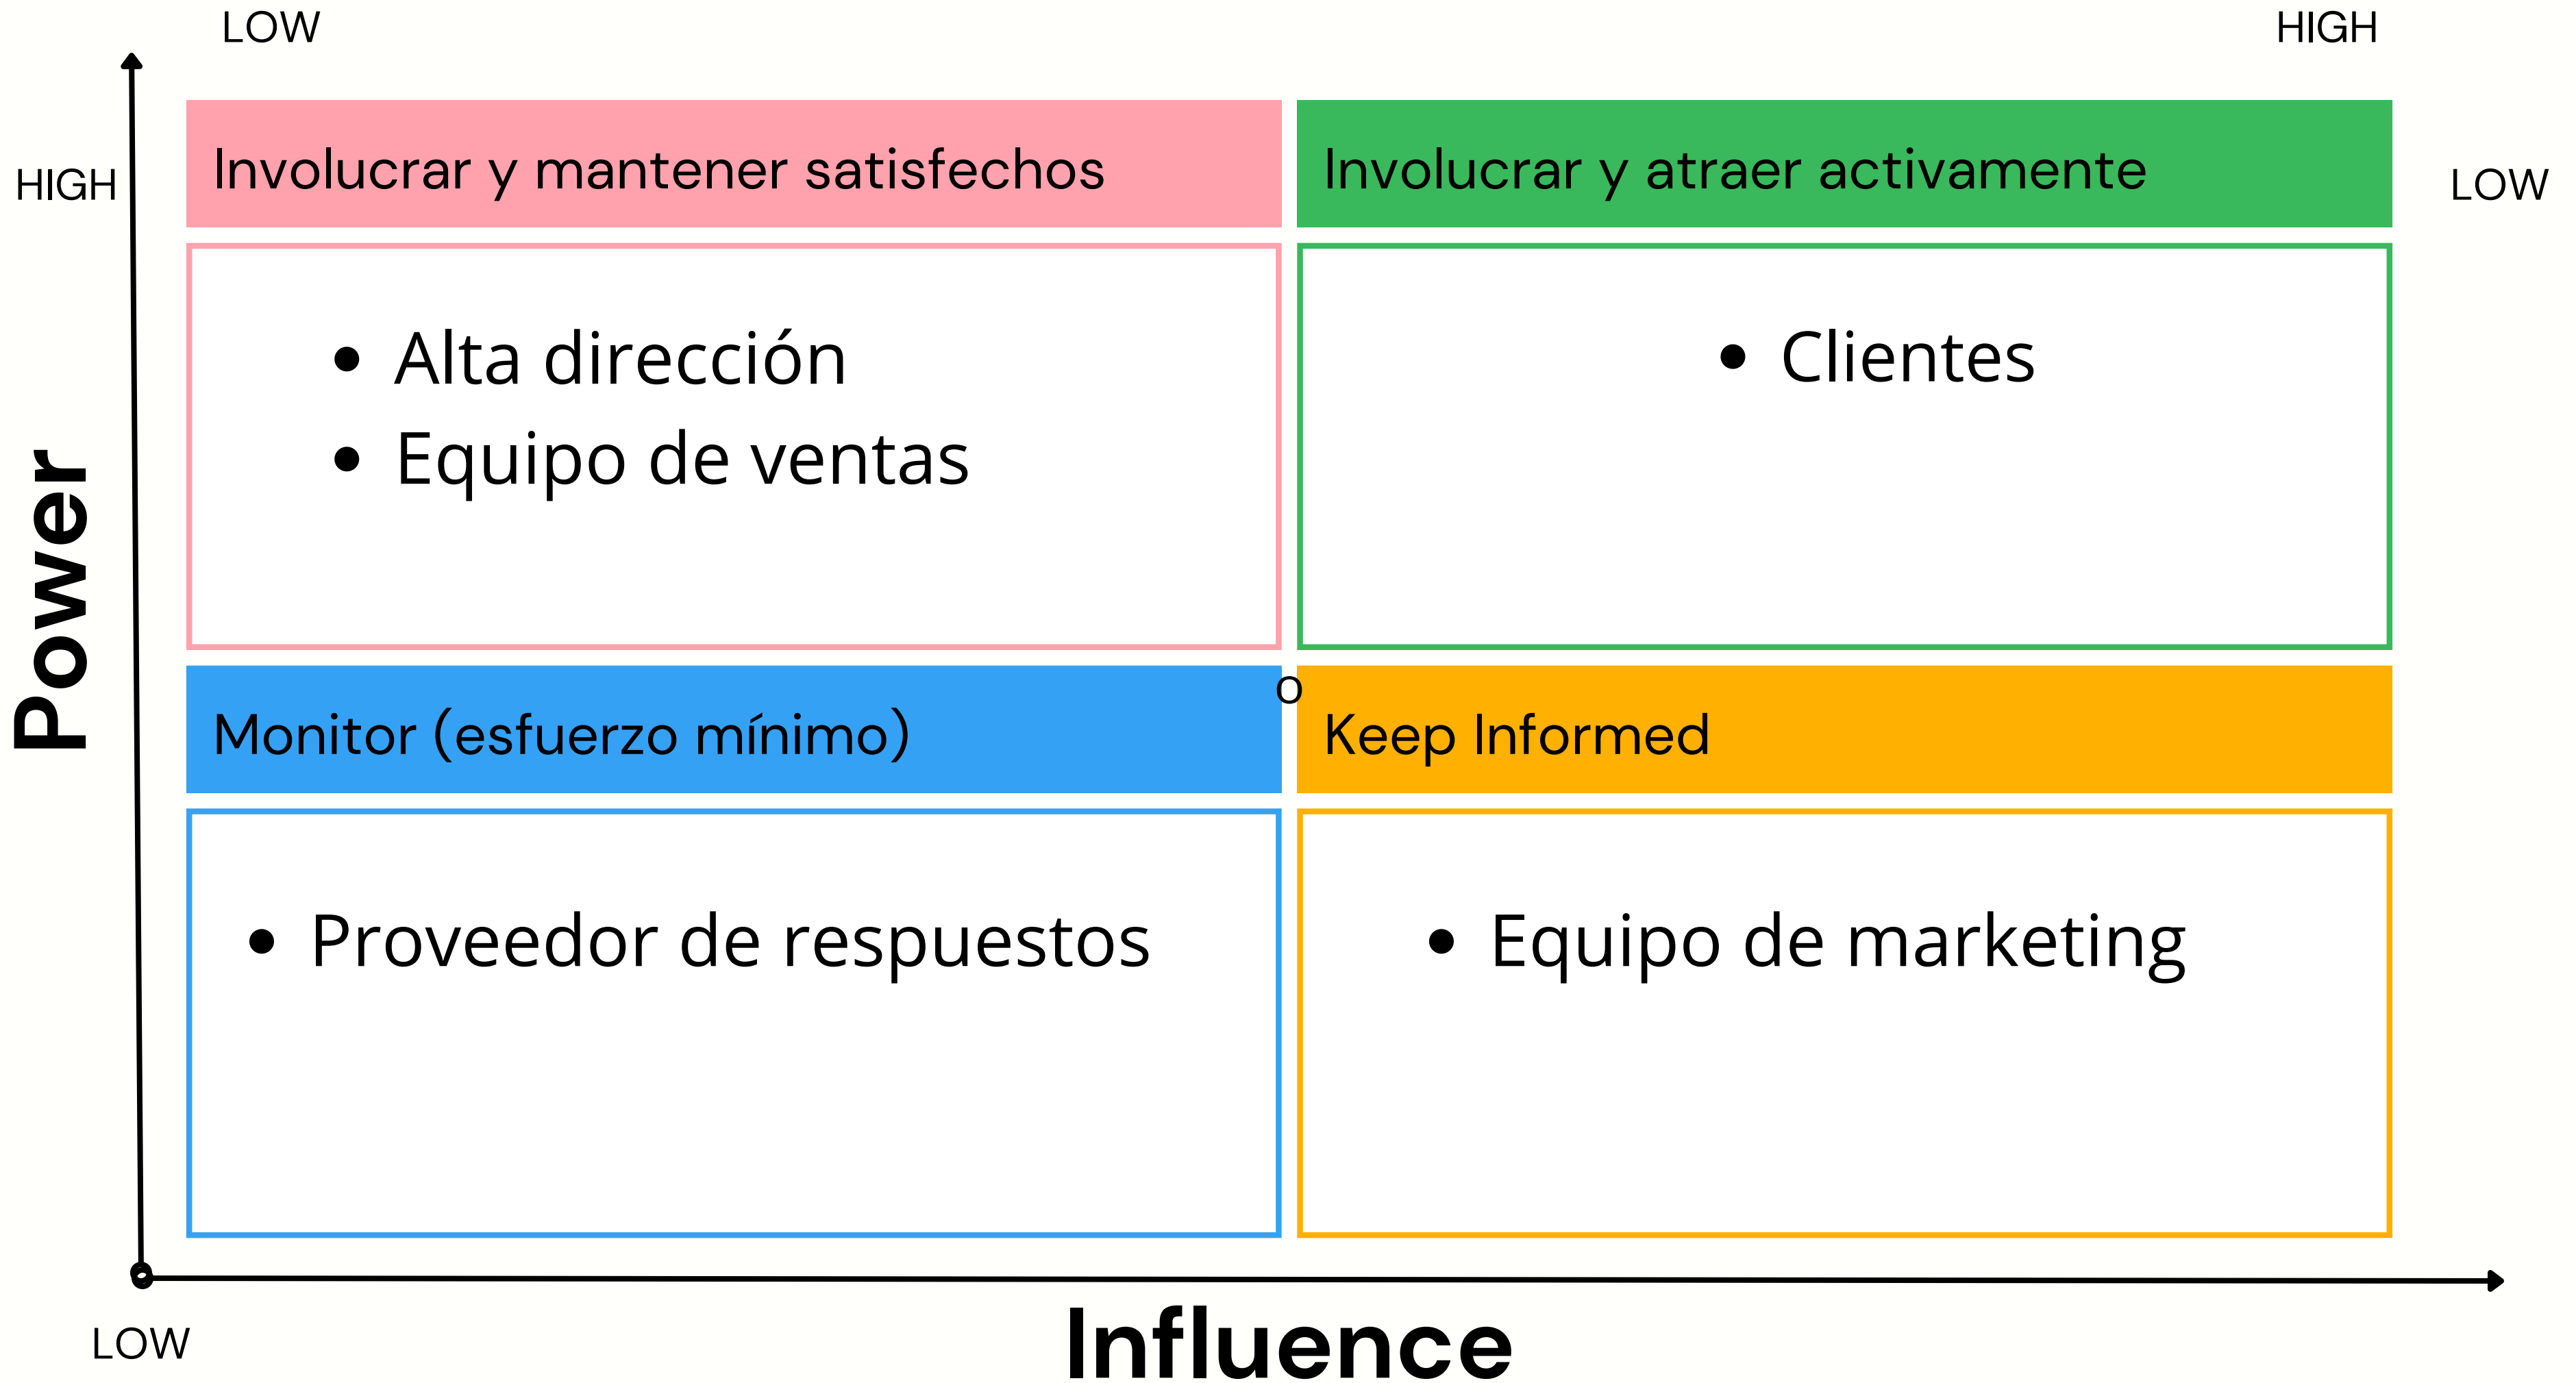 LOW
HIGH
HIGH
LOW
Involucrar y mantener satisfechos
Involucrar y atraer activamente
• Alta dirección
• Equipo de ventas
• Clientes
Power
o
Monitor (esfuerzo mínimo)
Keep Informed
• Proveedor de respuestos
• Equipo de marketing
LOW
Influence